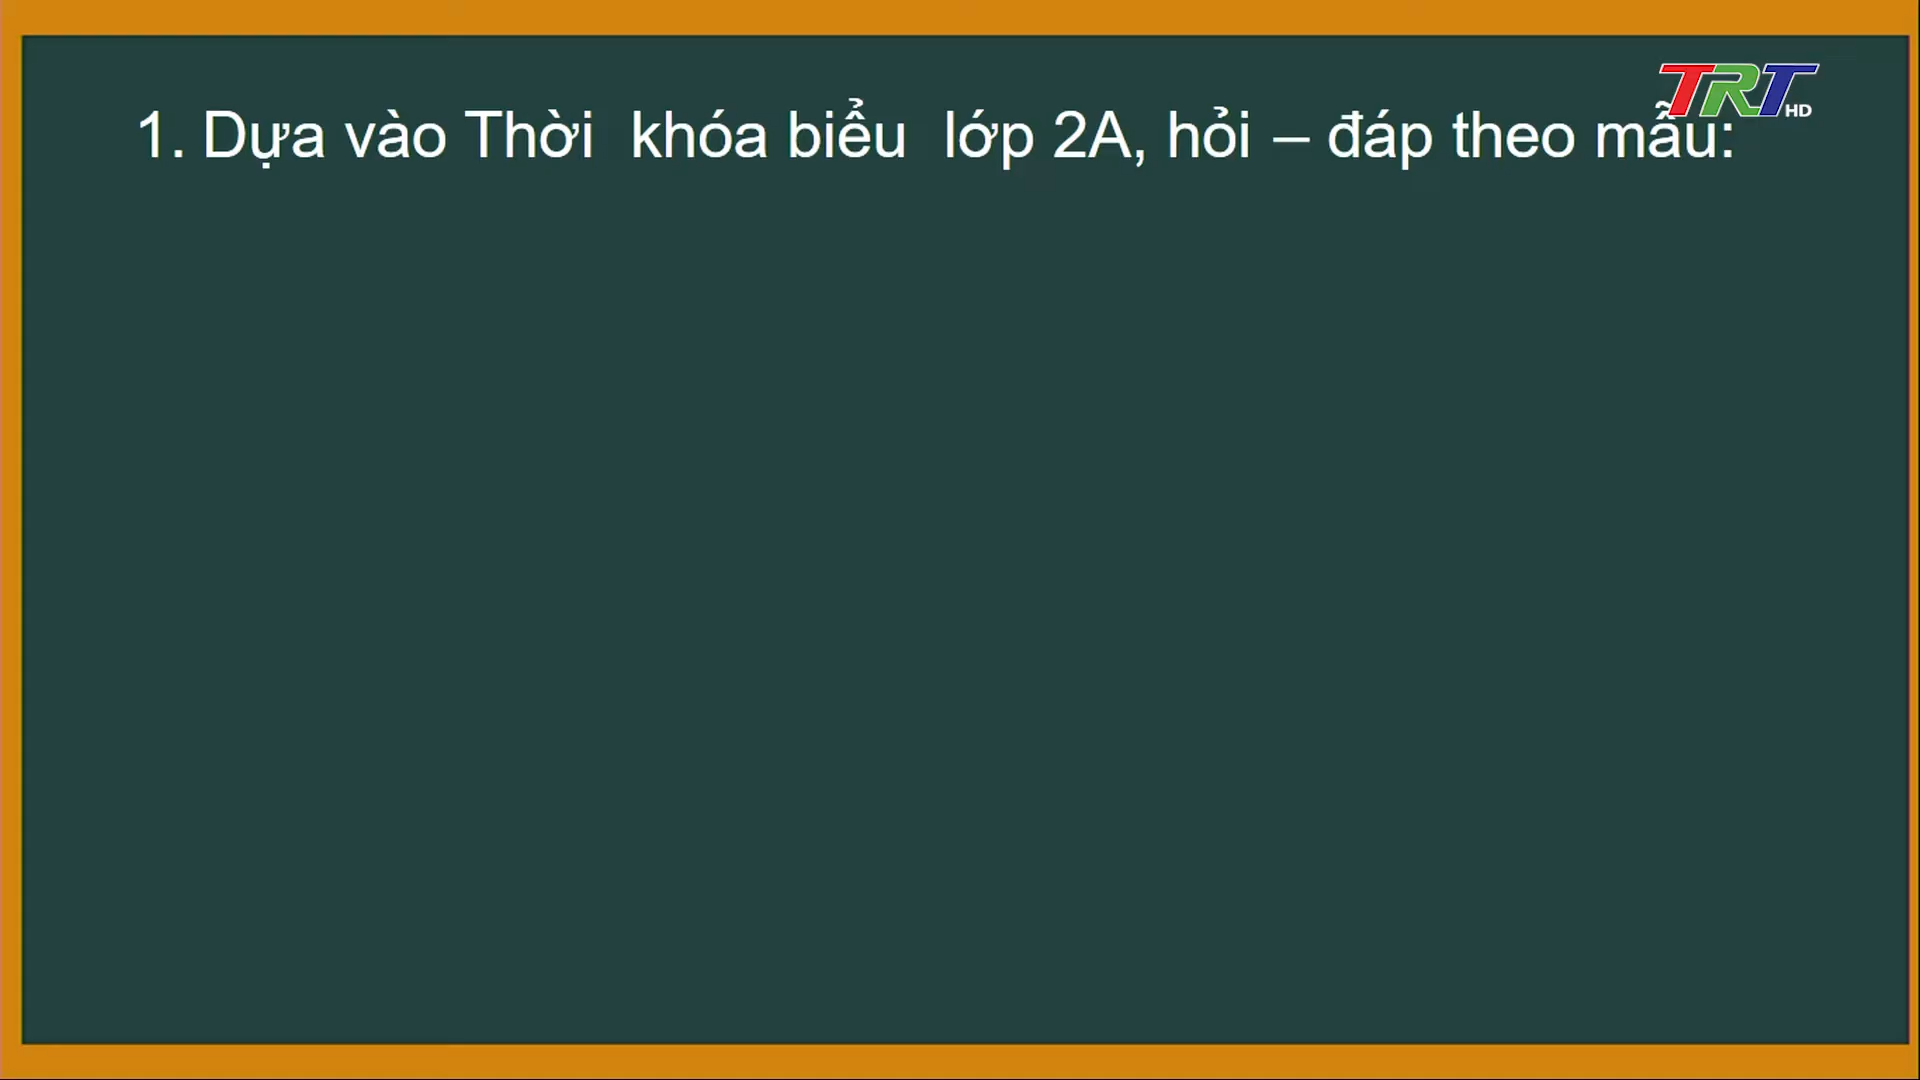 TRT HD
1. Dựa vào Thời khóa biểu lớp 2A, hỏi – đáp theo mẫu: